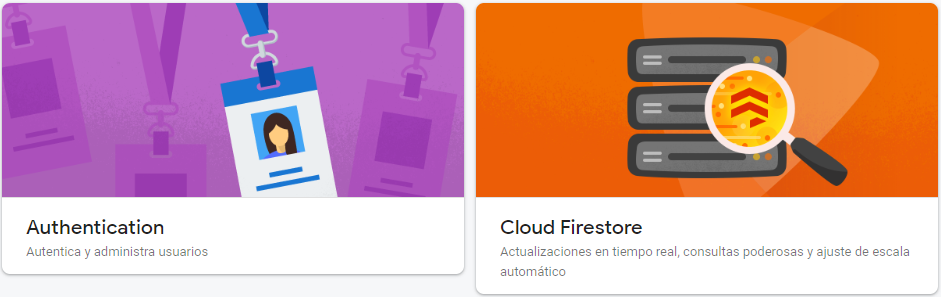 Authentication
Autentica y administra usuarios
Cloud Firestore
Actualizaciones en tiempo real, consultas poderosas y ajuste de escala
automático